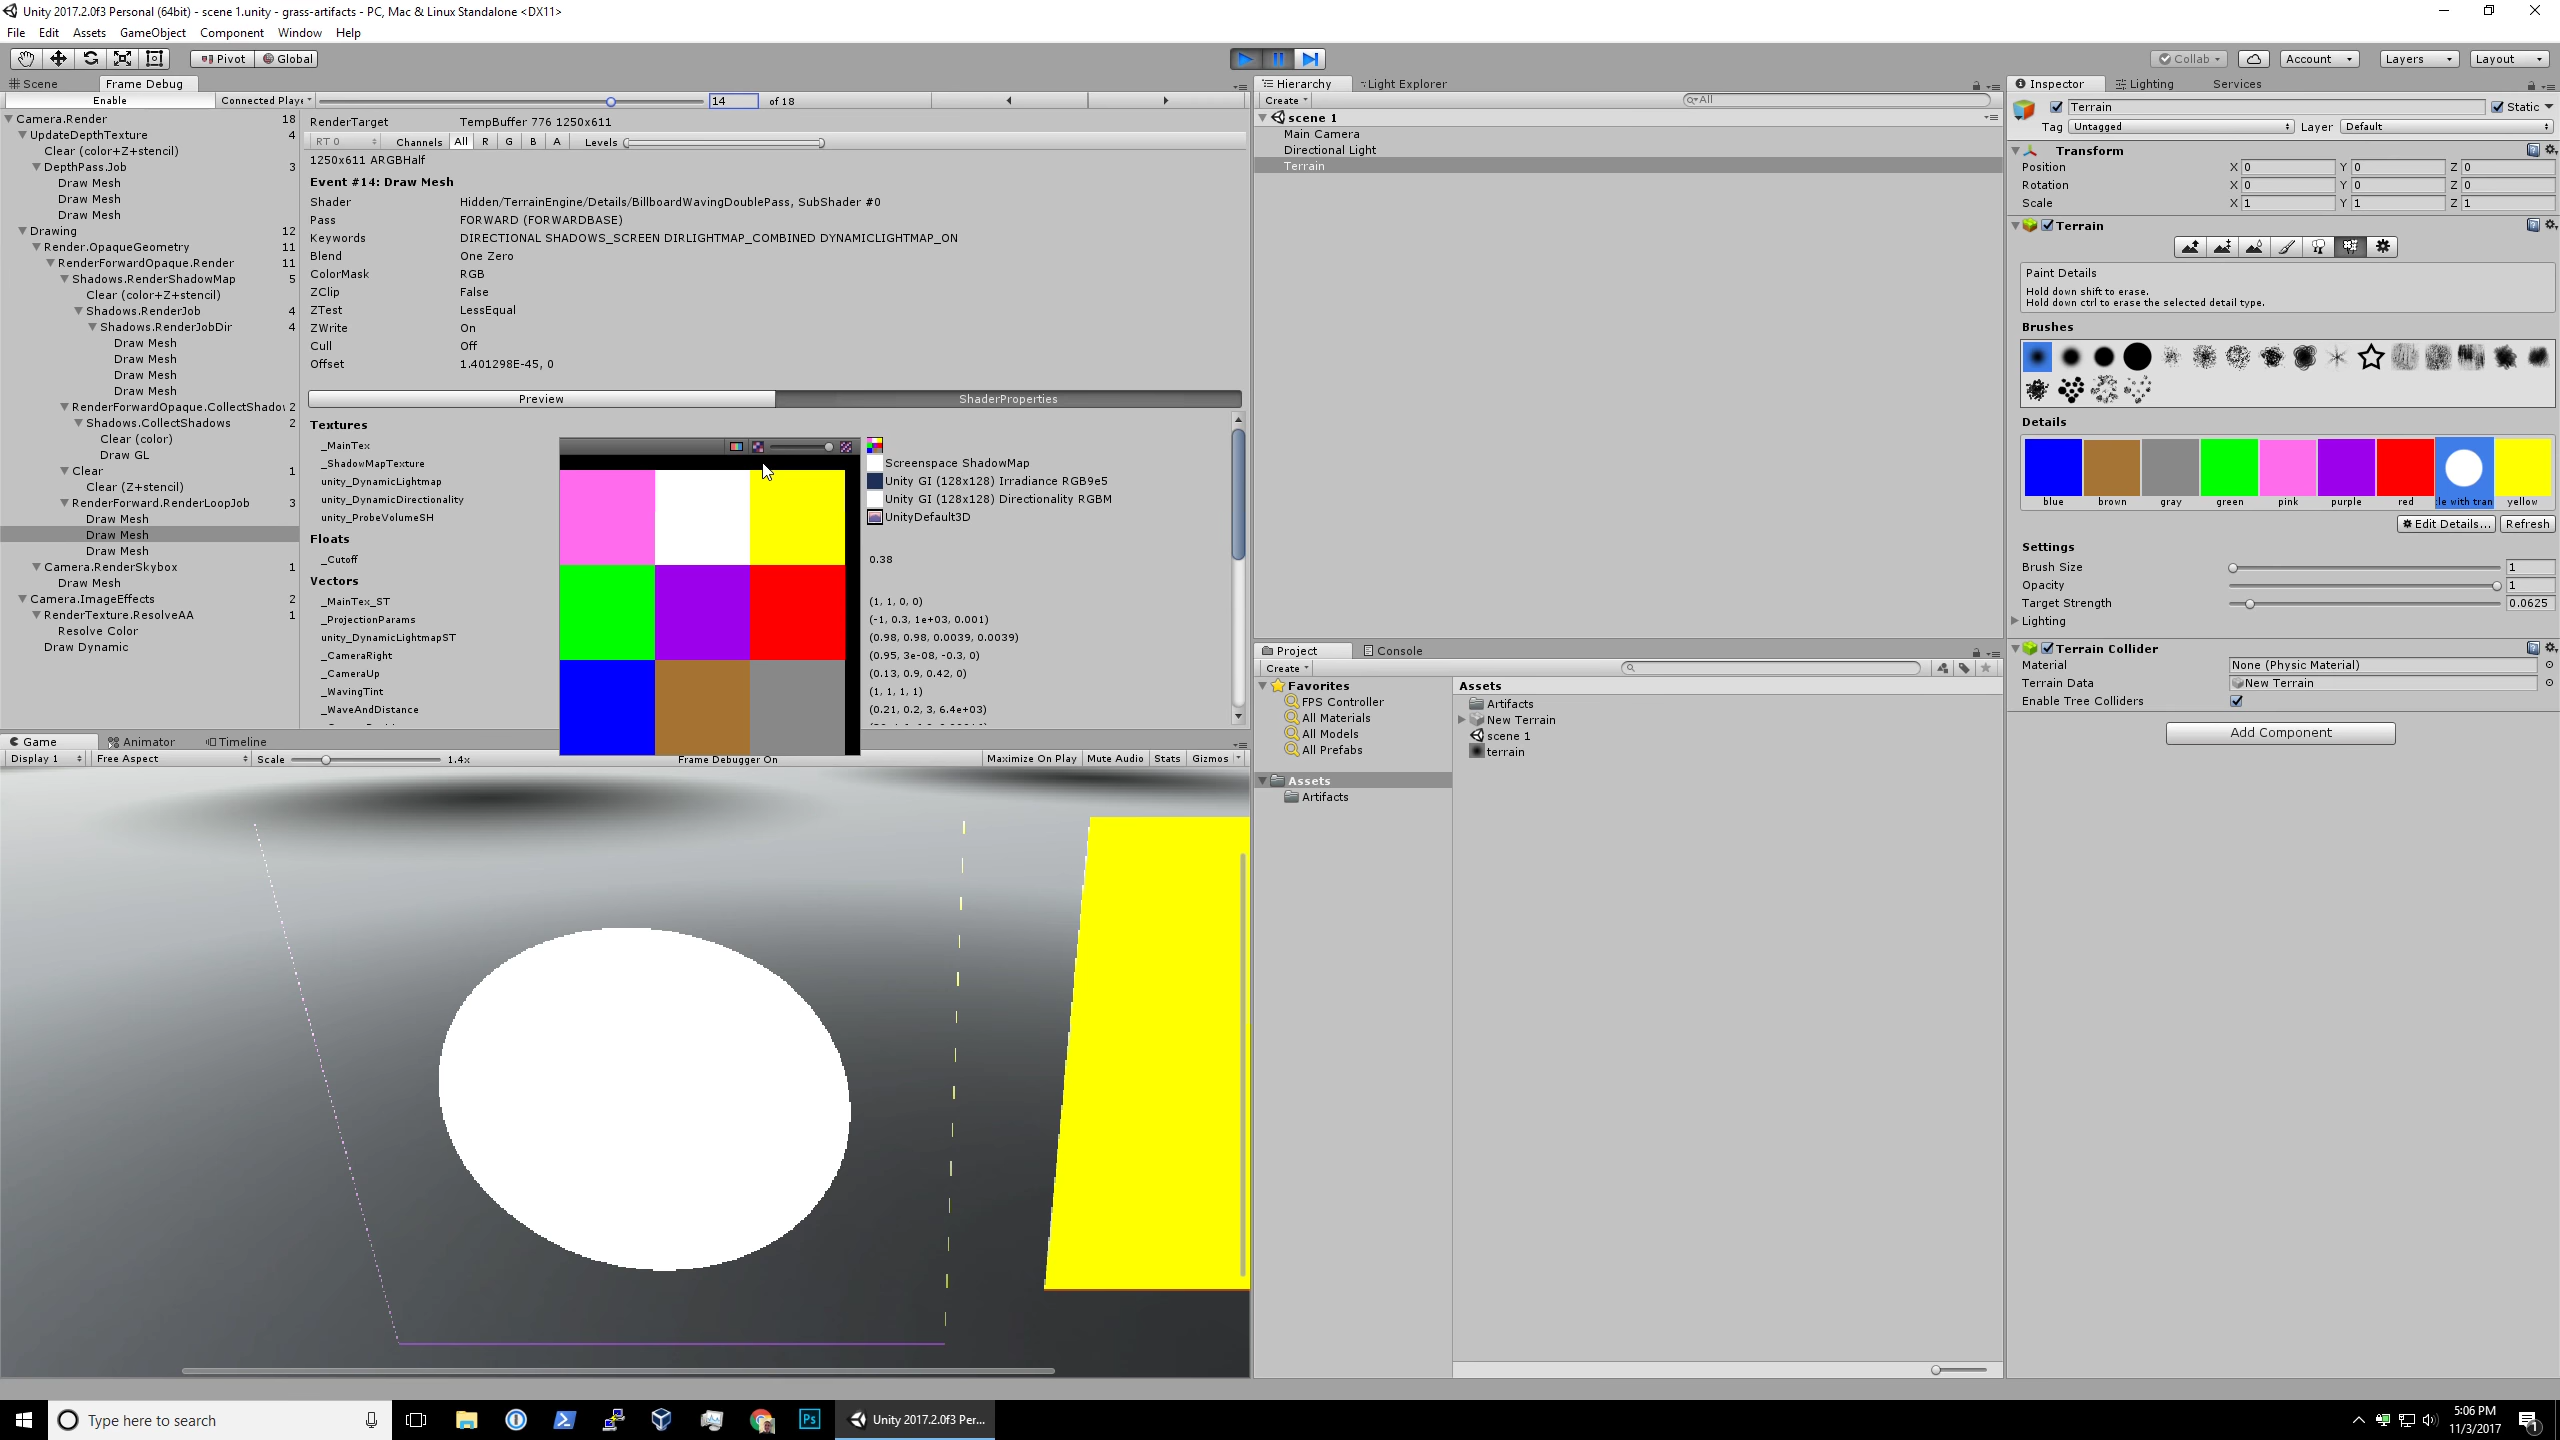 Unity 2017.2.0f3 Personal (64bit) - scene 1.unity - grass-artifacts - PC, Mac & Linux Standalone <DX11>
File Edit Assets GameObject Component Window Help
Pivot Global Collab Account Layers Layout
Scene Frame Debug
Enable Connected Playe 14 of 18
Camera.Render 18
UpdateDepthTexture 4
Clear (color+Z+stencil)
DepthPass.Job 3
Draw Mesh
Draw Mesh
Draw Mesh
Drawing 12
Render.OpaqueGeometry 11
RenderForwardOpaque.Render 11
Shadows.RenderShadowMap 5
Clear (color+Z+stencil)
Shadows.RenderJob 4
Shadows.RenderJobDir 4
Draw Mesh
Draw Mesh
Draw Mesh
Draw Mesh
RenderForwardOpaque.CollectShadov 2
Shadows.CollectShadows 2
Clear (color)
Draw GL
Clear 1
Clear (Z+stencil)
RenderForward.RenderLoopJob 3
Draw Mesh
Draw Mesh
Draw Mesh
Camera.RenderSkybox 1
Draw Mesh
Camera.ImageEffects 2
RenderTexture.ResolveAA 1
Resolve Color
Draw Dynamic
RenderTarget TempBuffer 776 1250x611
RT 0 Channels All R G B A Levels
1250x611 ARGBHalf
Event #14: Draw Mesh
Shader Hidden/TerrainEngine/Details/BillboardWavingDoublePass, SubShader #0
Pass FORWARD (FORWARDBASE)
Keywords DIRECTIONAL SHADOWS_SCREEN DIRLIGHTMAP_COMBINED DYNAMICLIGHTMAP_ON
Blend One Zero
ColorMask RGB
ZClip False
ZTest LessEqual
ZWrite On
Cull Off
Offset 1.401298E-45, 0
Preview ShaderProperties
Textures
_MainTex
_ShadowMapTexture Screenspace ShadowMap
unity_DynamicLightmap Unity GI (128x128) Irradiance RGB9e5
unity_DynamicDirectionality Unity GI (128x128) Directionality RGBM
unity_ProbeVolumeSH UnityDefault3D
Floats
_Cutoff 0.38
Vectors
_MainTex_ST (1, 1, 0, 0)
_ProjectionParams (-1, 0.3, 1e+03, 0.001)
unity_DynamicLightmapST (0.98, 0.98, 0.0039, 0.0039)
_CameraRight (0.95, 3e-08, -0.3, 0)
_CameraUp (0.13, 0.9, 0.42, 0)
_WavingTint (1, 1, 1, 1)
_WaveAndDistance (0.21, 0.2, 3, 6.4e+03)
Game Animator Timeline
Display 1 Free Aspect Scale 1.4x Frame Debugger On Maximize On Play Mute Audio Stats Gizmos
Hierarchy Light Explorer
Create All
scene 1
Main Camera
Directional Light
Terrain
Project Console
Create
Favorites
FPS Controller
All Materials
All Models
All Prefabs
Assets
Artifacts
Assets
Artifacts
New Terrain
scene 1
terrain
Inspector Lighting Services
Terrain Static
Tag Untagged Layer Default
Transform
Position X 0 Y 0 Z 0
Rotation X 0 Y 0 Z 0
Scale X 1 Y 1 Z 1
Terrain
Paint Details
Hold down shift to erase.
Hold down ctrl to erase the selected detail type.
Brushes
Details
blue brown gray green pink purple red le with tran yellow
Edit Details... Refresh
Settings
Brush Size 1
Opacity 1
Target Strength 0.0625
Lighting
Terrain Collider
Material None (Physic Material)
Terrain Data New Terrain
Enable Tree Colliders
Add Component
Type here to search Ps Unity 2017.2.0f3 Per... 5:06 PM
11/3/2017 1